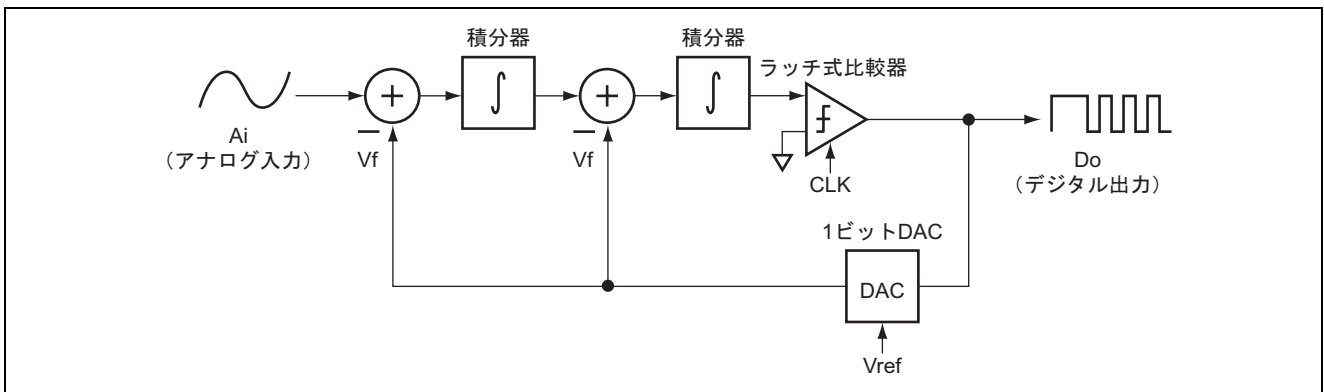 積分器
積分器
ラッチ式比較器
Ai
（アナログ入力）
Vf
Vf
CLK
Do
（デジタル出力）
1ビットDAC
DAC
Vref